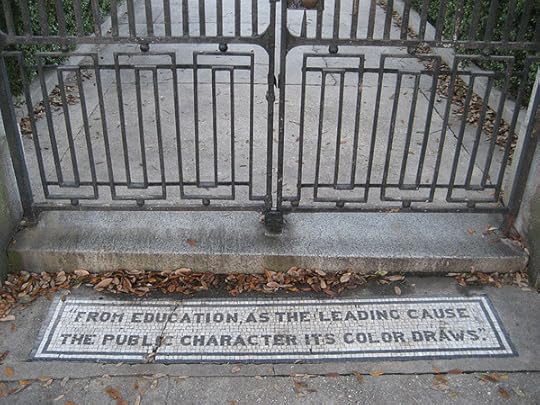 "FROM EDUCATION, AS THE LEADING CAUSE
THE PUBLIC CHARACTER ITS COLOR DRAWS".